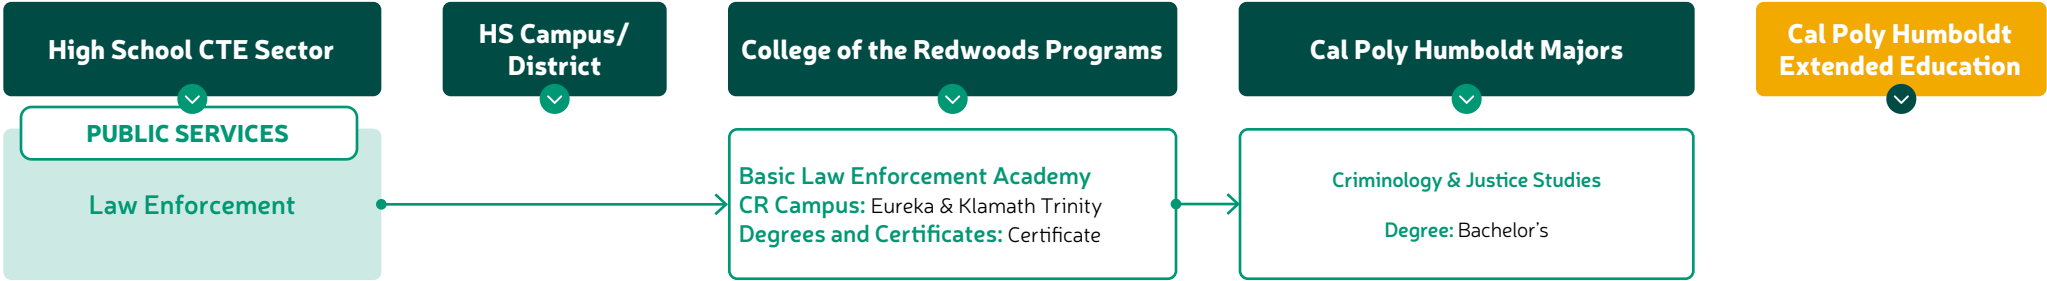 High School CTE Sector
HS Campus/
District
College of the Redwoods Programs
Cal Poly Humboldt Majors
Cal Poly Humboldt
Extended Education
PUBLIC SERVICES
Law Enforcement
Basic Law Enforcement Academy
CR Campus: Eureka & Klamath Trinity
Degrees and Certificates: Certificate
Criminology & Justice Studies
Degree: Bachelor’s